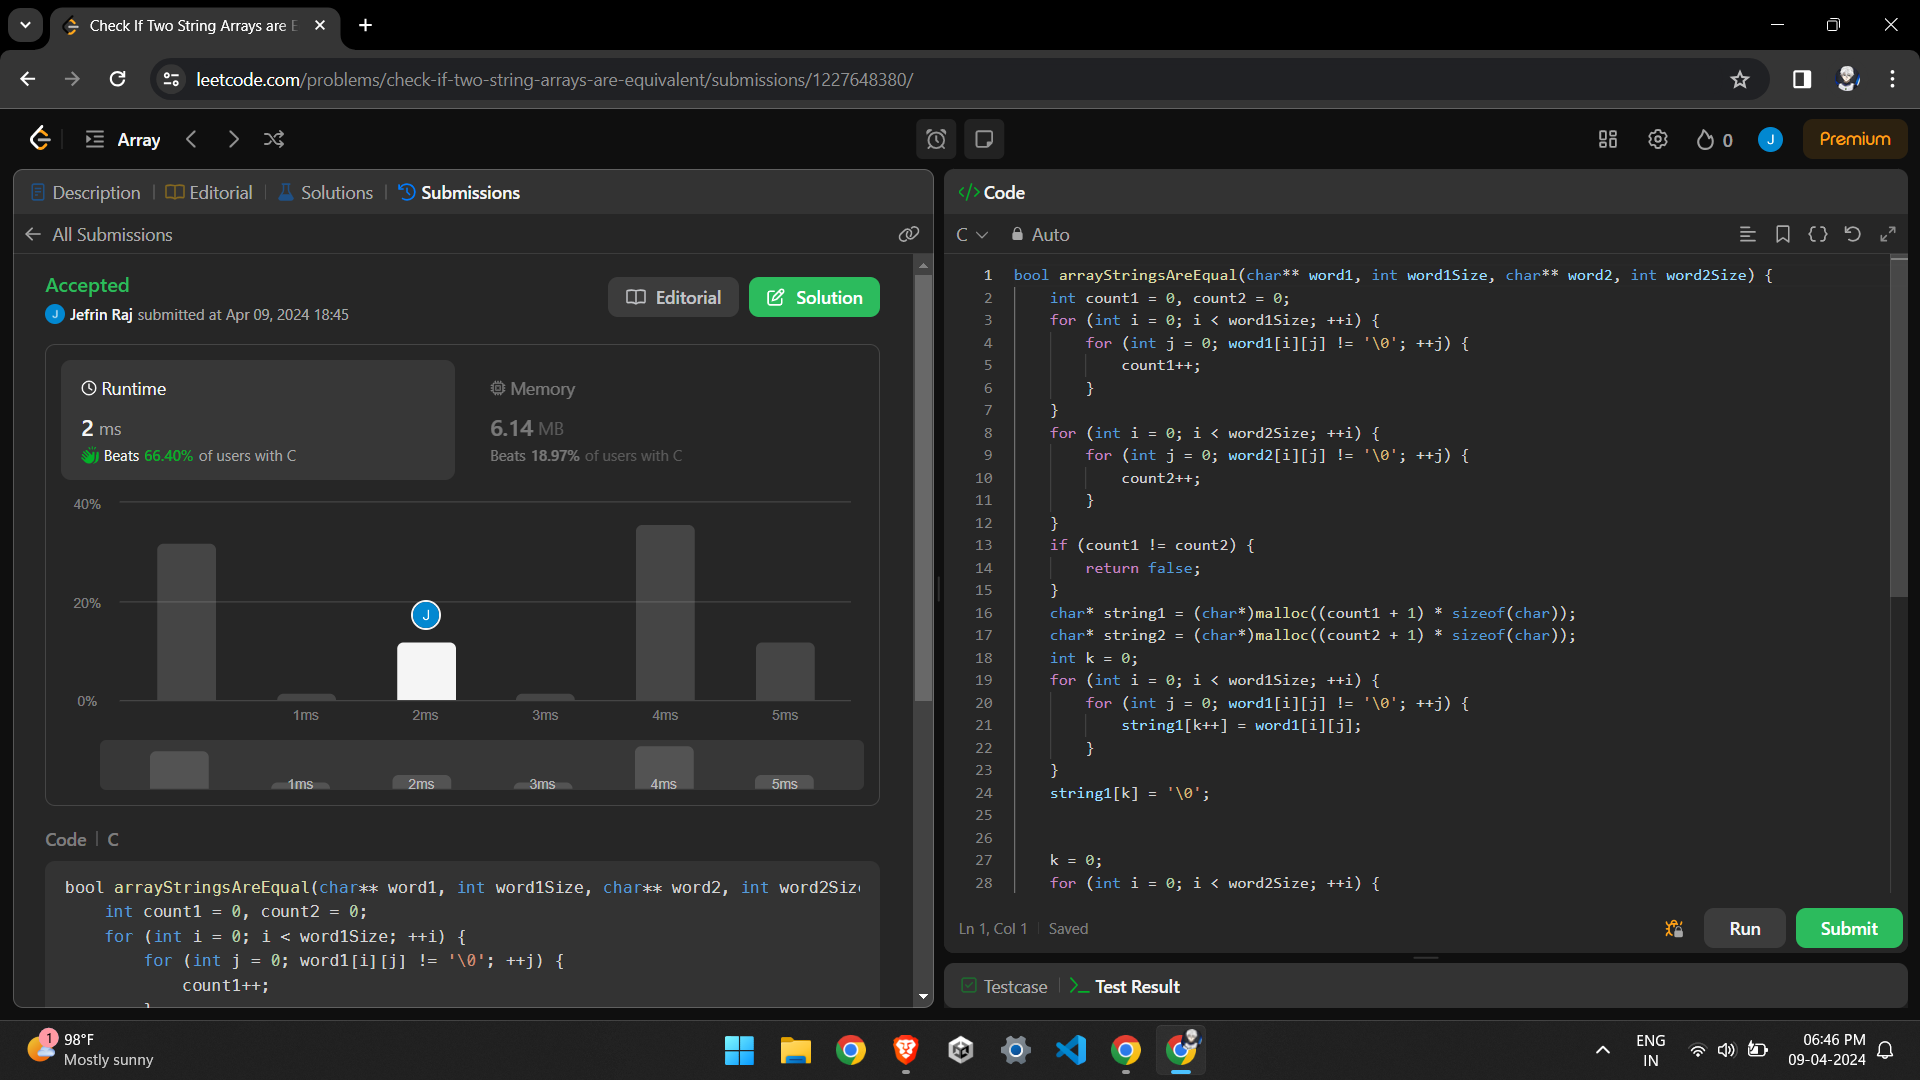 Check If Two String Arrays are E
leetcode.com/problems/check-if-two-string-arrays-are-equivalent/submissions/1227648380/
Array
0
J
Premium
Description
Editorial
Solutions
Submissions
All Submissions
Accepted
Editorial
Solution
J Jefrin Raj submitted at Apr 09, 2024 18:45
Runtime
2 ms
Beats 66.40% of users with C
Memory
6.14 MB
Beats 18.97% of users with C
40%
20%
0%
J
1ms 2ms 3ms 4ms 5ms
1ms 2ms 3ms 4ms 5ms
Code | C
bool arrayStringsAreEqual(char** word1, int word1Size, char** word2, int word2Siz
int count1 = 0, count2 = 0;
for (int i = 0; i < word1Size; ++i) {
for (int j = 0; word1[i][j] != '\0'; ++j) {
count1++;
</> Code
C
Auto
1 bool arrayStringsAreEqual(char** word1, int word1Size, char** word2, int word2Size) {
2 int count1 = 0, count2 = 0;
3 for (int i = 0; i < word1Size; ++i) {
4 for (int j = 0; word1[i][j] != '\0'; ++j) {
5 count1++;
6 }
7 }
8 for (int i = 0; i < word2Size; ++i) {
9 for (int j = 0; word2[i][j] != '\0'; ++j) {
10 count2++;
11 }
12 }
13 if (count1 != count2) {
14 return false;
15 }
16 char* string1 = (char*)malloc((count1 + 1) * sizeof(char));
17 char* string2 = (char*)malloc((count2 + 1) * sizeof(char));
18 int k = 0;
19 for (int i = 0; i < word1Size; ++i) {
20 for (int j = 0; word1[i][j] != '\0'; ++j) {
21 string1[k++] = word1[i][j];
22 }
23 }
24 string1[k] = '\0';
25
26
27 k = 0;
28 for (int i = 0; i < word2Size; ++i) {
Ln 1, Col 1 | Saved
Run
Submit
Testcase
Test Result
1
98°F
Mostly sunny
ENG
IN
06:46 PM
09-04-2024